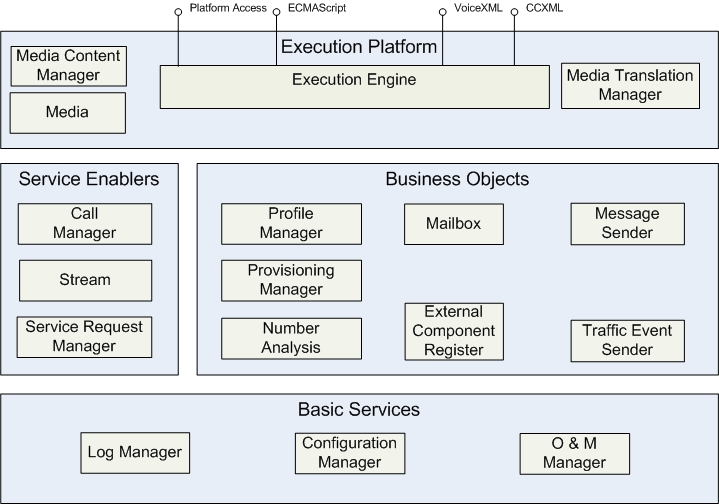 Platform Access
ECMAScript
VoiceXML
CCXML
Execution Platform
Media Content
Manager
Media
Execution Engine
Media Translation
Manager
Service Enablers
Call
Manager
Stream
Service Request
Manager
Business Objects
Profile
Manager
Mailbox
Message
Sender
Provisioning
Manager
Number
Analysis
External
Component
Register
Traffic Event
Sender
Basic Services
Log Manager
Configuration
Manager
O & M
Manager